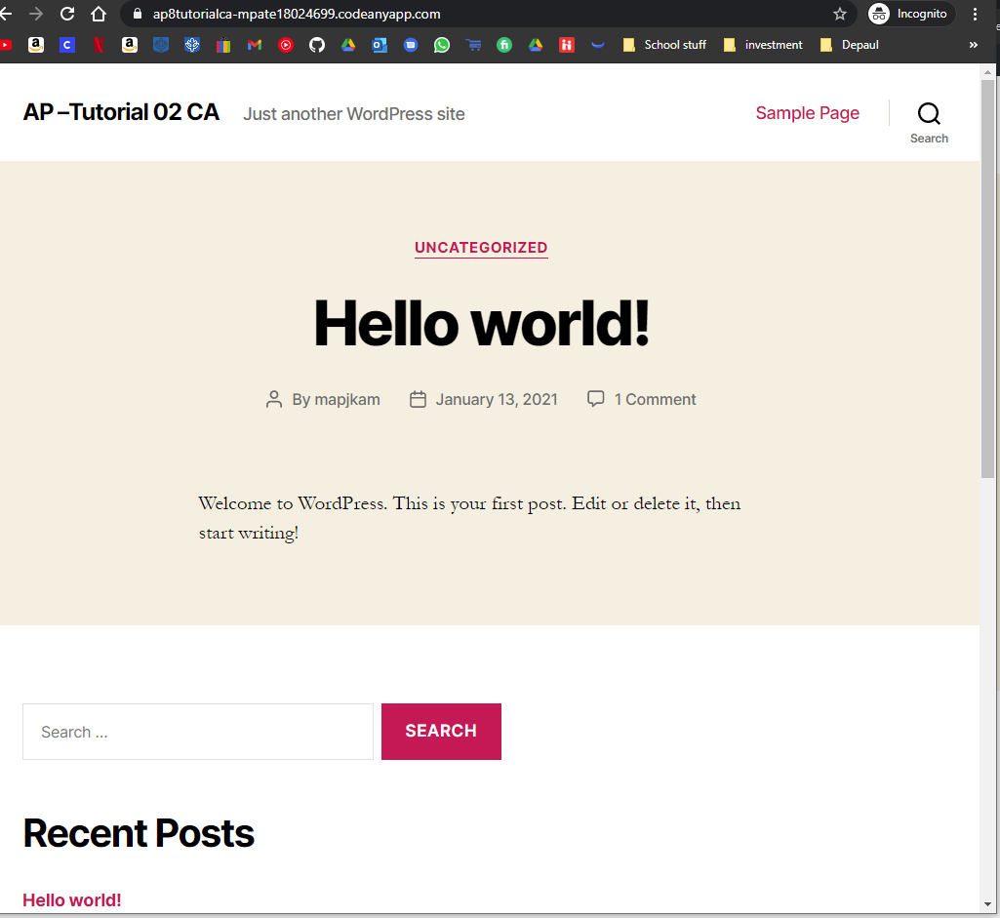 ap8tutorialca-mpate18024699.codeanyapp.com
Incognito
School stuff
investment
Depaul
»
AP –Tutorial 02 CA
Just another WordPress site
Sample Page
Search
UNCATEGORIZED
Hello world!
By mapjkam
January 13, 2021
1 Comment
Welcome to WordPress. This is your first post. Edit or delete it, then
start writing!
Search …
SEARCH
Recent Posts
Hello world!